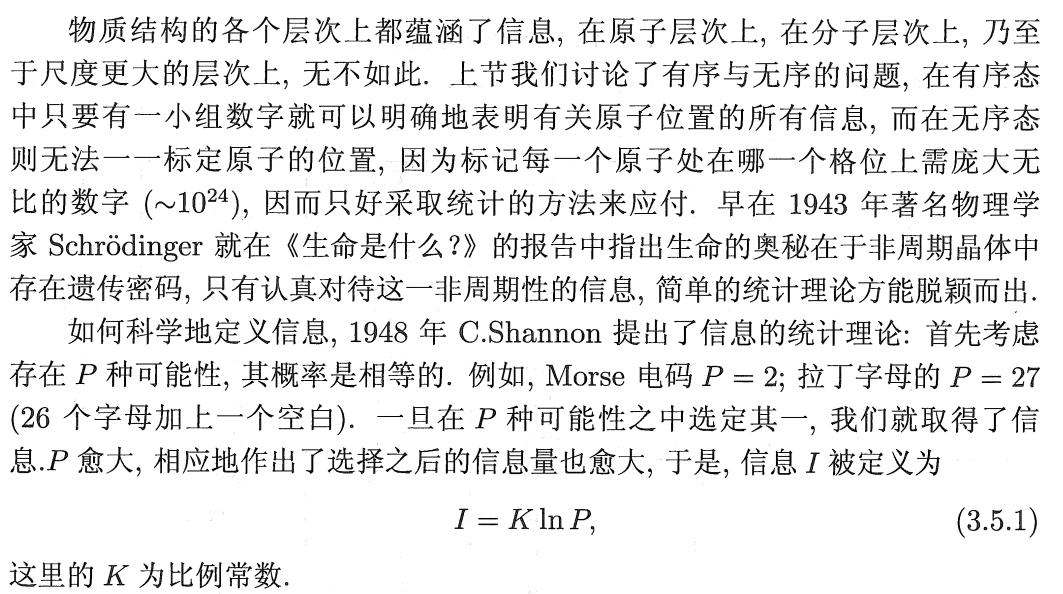 物质结构的各个层次上都蕴涵了信息, 在原子层次上, 在分子层次上, 乃至
于尺度更大的层次上, 无不如此. 上节我们讨论了有序与无序的问题, 在有序态
中只要有一小组数字就可以明确地表明有关原子位置的所有信息, 而在无序态
则无法一一标定原子的位置, 因为标记每一个原子处在哪一个格位上需庞大无
比的数字 (~10²⁴), 因而只好采取统计的方法来应付. 早在 1943 年著名物理学
家 Schrödinger 就在《生命是什么?》的报告中指出生命的奥秘在于非周期晶体中
存在遗传密码, 只有认真对待这一非周期性的信息, 简单的统计理论方能脱颖而出.
如何科学地定义信息, 1948 年 C.Shannon 提出了信息的统计理论: 首先考虑
存在 P 种可能性, 其概率是相等的. 例如, Morse 电码 P = 2; 拉丁字母的 P = 27
(26 个字母加上一个空白). 一旦在 P 种可能性之中选定其一, 我们就取得了信
息.P 愈大, 相应地作出了选择之后的信息量也愈大, 于是, 信息 I 被定义为
I = K ln P, (3.5.1)
这里的 K 为比例常数.